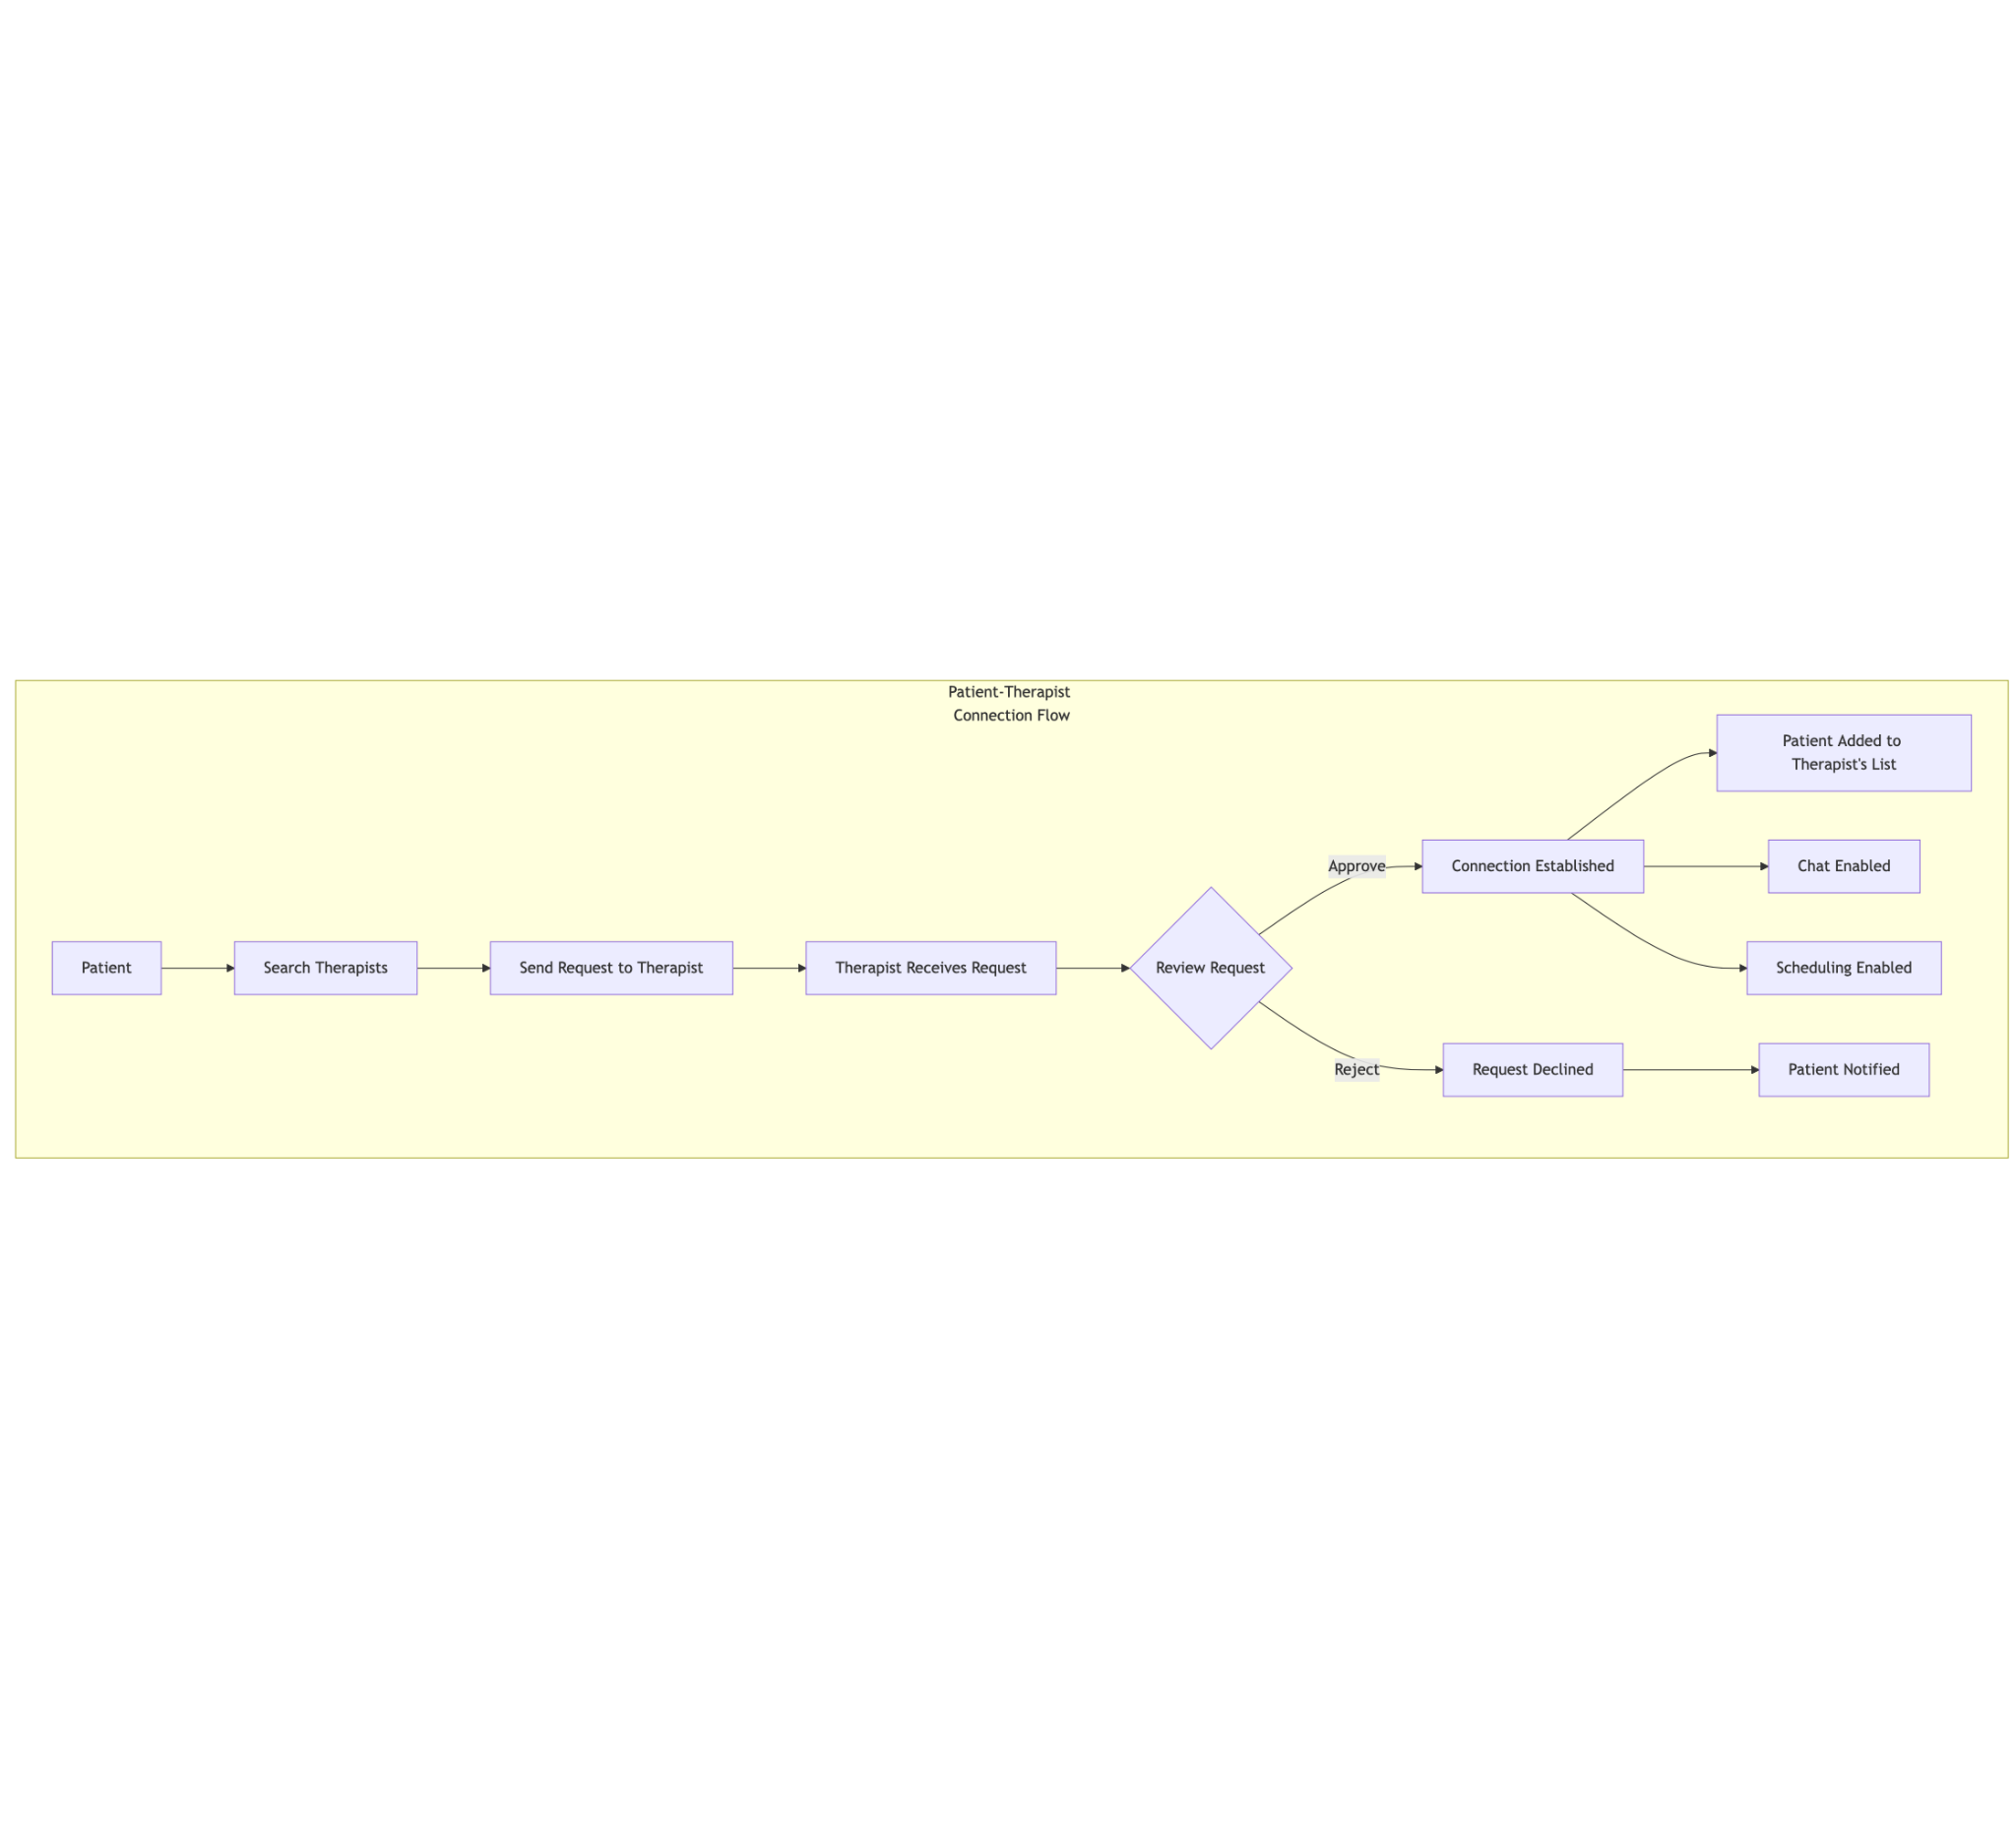 Patient-Therapist
Connection Flow
Patient
Search Therapists
Send Request to Therapist
Therapist Receives Request
Review Request
Approve
Connection Established
Patient Added to
Therapist's List
Chat Enabled
Scheduling Enabled
Reject
Request Declined
Patient Notified